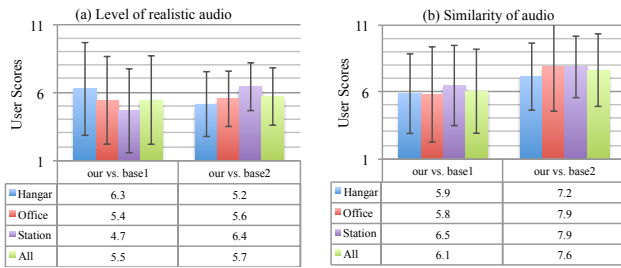 (a) Level of realistic audio
User Scores
11
6
1
our vs. base1 our vs. base2
Hangar 6.3 5.2
Office 5.4 5.6
Station 4.7 6.4
All 5.5 5.7
(b) Similarity of audio
User Scores
11
6
1
our vs. base1 our vs. base2
Hangar 5.9 7.2
Office 5.8 7.9
Station 6.5 7.9
All 6.1 7.6